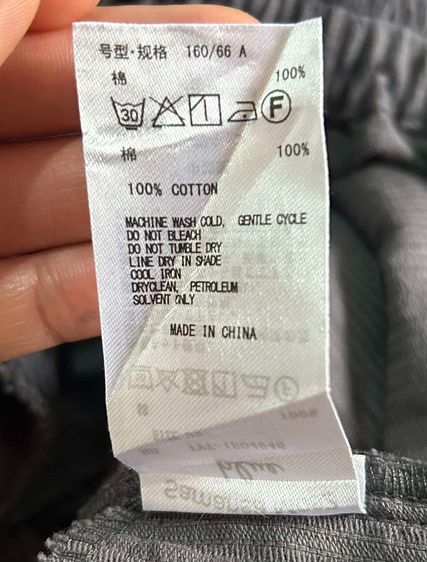 号型·规格 160/66 A
棉 100%
30 F
棉 100%
100% COTTON
MACHINE WASH COLD, GENTLE CYCLE
DO NOT BLEACH
DO NOT TUMBLE DRY
LINE DRY IN SHADE
COOL IRON
DRYCLEAN, PETROLEUM
SOLVENT ONLY
MADE IN CHINA